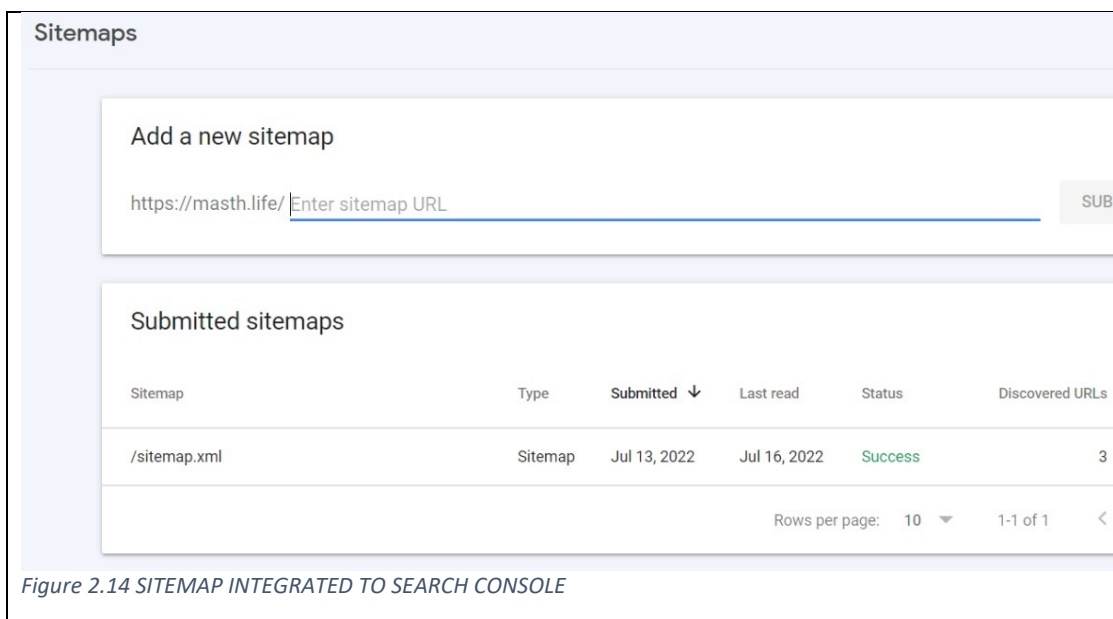 Sitemaps
Add a new sitemap
https://masth.life/ Enter sitemap URL SUB
Submitted sitemaps
Sitemap Type Submitted Last read Status Discovered URLs
/sitemap.xml Sitemap Jul 13, 2022 Jul 16, 2022 Success 3
Rows per page: 10 1-1 of 1
Figure 2.14 SITEMAP INTEGRATED TO SEARCH CONSOLE